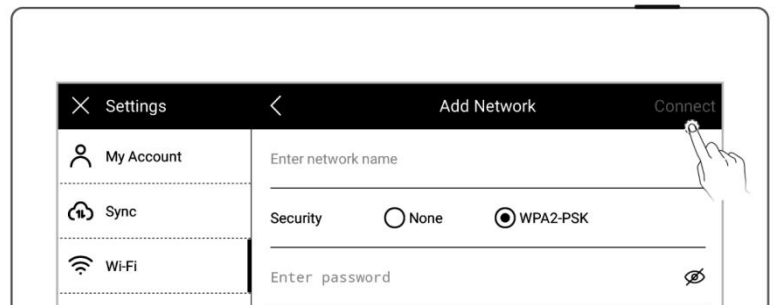 Settings
Add Network
Connect
My Account
Enter network name
Sync
Security
None
WPA2-PSK
Wi-Fi
Enter password